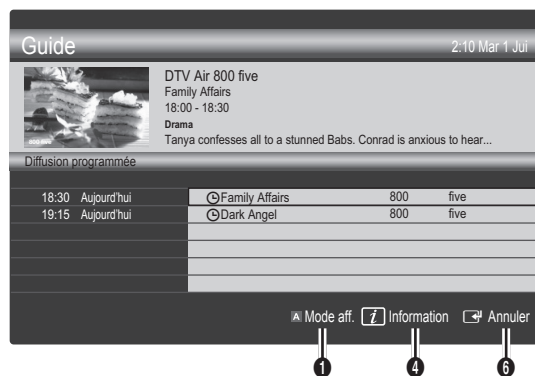 Guide 2:10 Mar 1 Jui
DTV Air 800 five
Family Affairs
18:00 - 18:30
Drama
Tanya confesses all to a stunned Babs. Conrad is anxious to hear...
800 five
Diffusion programmée
18:30 Aujourd'hui Family Affairs 800 five
19:15 Aujourd'hui Dark Angel 800 five
A Mode aff. i Information Annuler
1 4 6